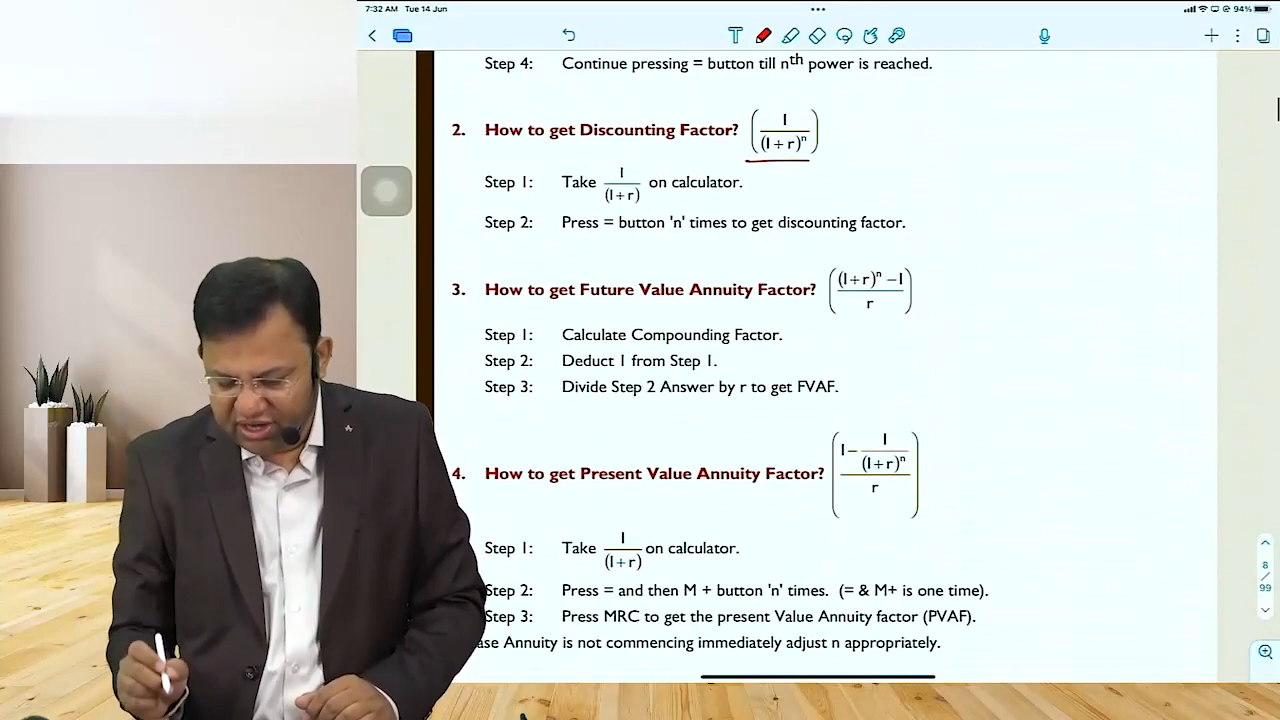 7:32 AM Tue 14 Jun
94%
Step 4: Continue pressing = button till nth power is reached.
2. How to get Discounting Factor? (1/(1+r)^n)
Step 1: Take 1/(1+r) on calculator.
Step 2: Press = button 'n' times to get discounting factor.
3. How to get Future Value Annuity Factor? (((1+r)^n −1)/r)
Step 1: Calculate Compounding Factor.
Step 2: Deduct 1 from Step 1.
Step 3: Divide Step 2 Answer by r to get FVAF.
4. How to get Present Value Annuity Factor? ((1− 1/(1+r)^n)/r)
Step 1: Take 1/(1+r) on calculator.
Step 2: Press = and then M + button 'n' times. (= & M+ is one time).
Step 3: Press MRC to get the present Value Annuity factor (PVAF).
ase Annuity is not commencing immediately adjust n appropriately.
8
/
99